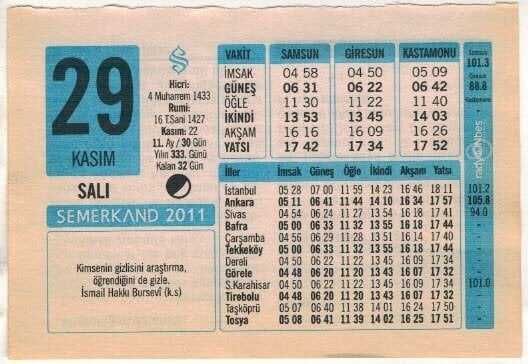 29
KASIM
SALI
Hicri:
4 Muharrem 1433
Rumi:
16 T.Sani 1427
Kasım: 22
11. Ay / 30 Gün
Yılın 333. Günü
Kalan 32 Gün
SEMERKAND 2011
Kimsenin gizlisini araştırma,
öğrendiğini de gizle.
İsmail Hakkı Bursevî (k.s)
VAKİT SAMSUN GİRESUN KASTAMONU
İMSAK 04 58 04 50 05 09
GÜNEŞ 06 31 06 22 06 42
ÖĞLE 11 30 11 22 11 40
İKİNDİ 13 53 13 45 14 03
AKŞAM 16 16 16 09 16 26
YATSI 17 42 17 34 17 52
İller İmsak Güneş Öğle İkindi Akşam Yatsı
İstanbul 05 28 07 00 11 59 14 23 16 46 18 11
Ankara 05 11 06 41 11 44 14 10 16 34 17 57
Sivas 04 54 06 24 11 27 13 54 16 18 17 41
Bafra 05 00 06 33 11 32 13 55 16 18 17 44
Çarşamba 04 56 06 29 11 28 13 51 16 14 17 40
Tekkeköy 05 00 06 33 11 32 13 55 16 18 17 44
Dereli 04 50 06 22 11 22 13 45 16 09 17 34
Görele 04 48 06 20 11 20 13 43 16 07 17 32
S.Karahisar 04 50 06 20 11 21 13 46 16 10 17 34
Tirebolu 04 48 06 20 11 20 13 43 16 07 17 32
Taşköprü 05 07 06 40 11 38 14 01 16 24 17 50
Tosya 05 08 06 41 11 39 14 02 16 25 17 51
Samsun
101.3
Giresun
88.8
Kastamonu
101.2
105.8
94.0
101.0